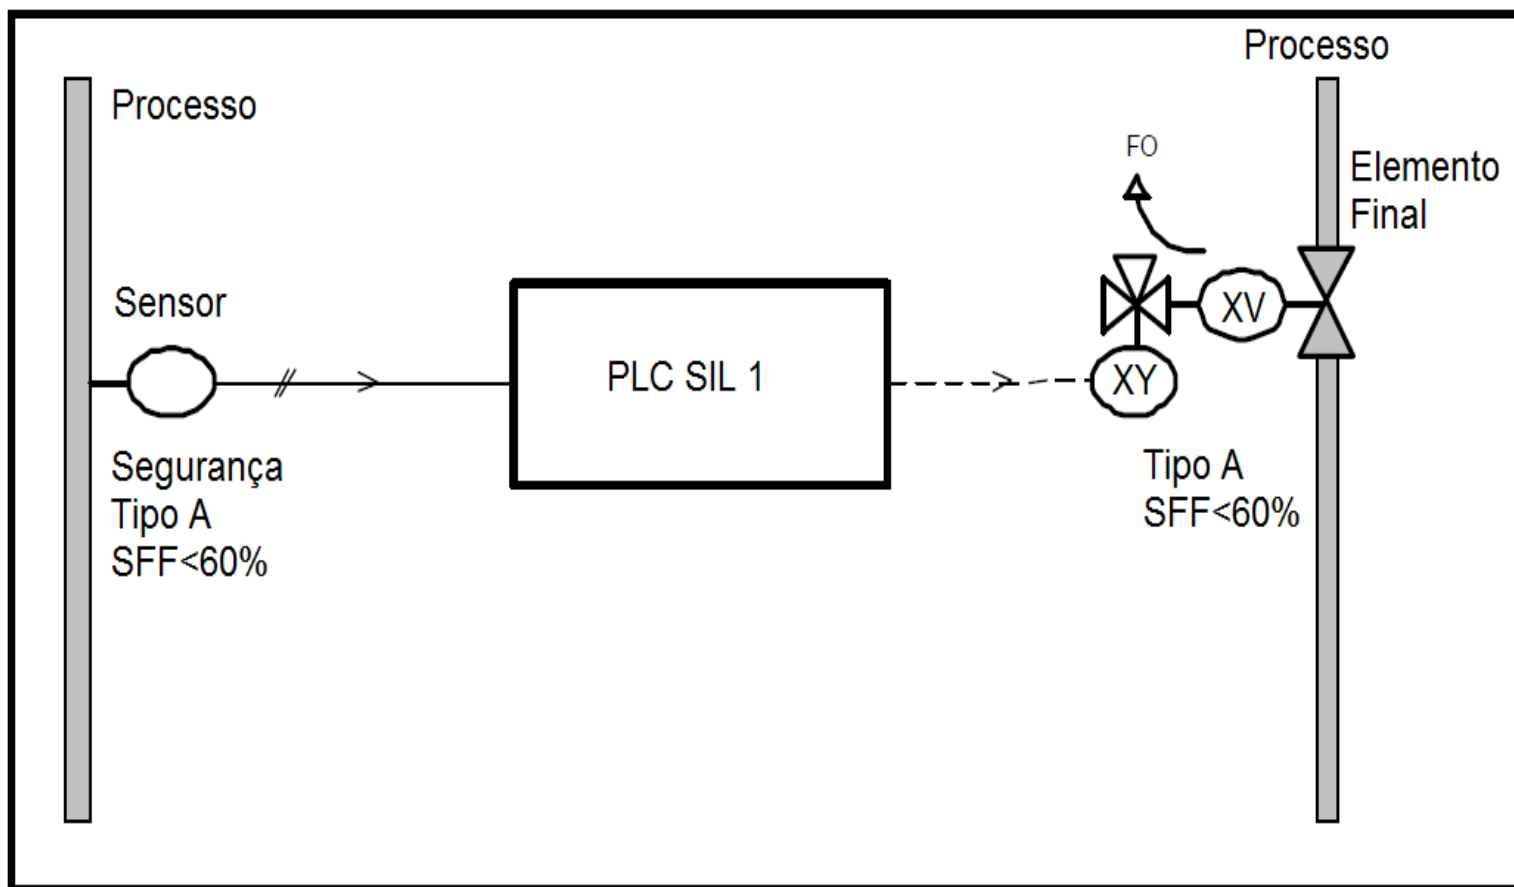 Processo
Sensor
Segurança
Tipo A
SFF<60%
PLC SIL 1
FO
XV
XY
Tipo A
SFF<60%
Processo
Elemento
Final